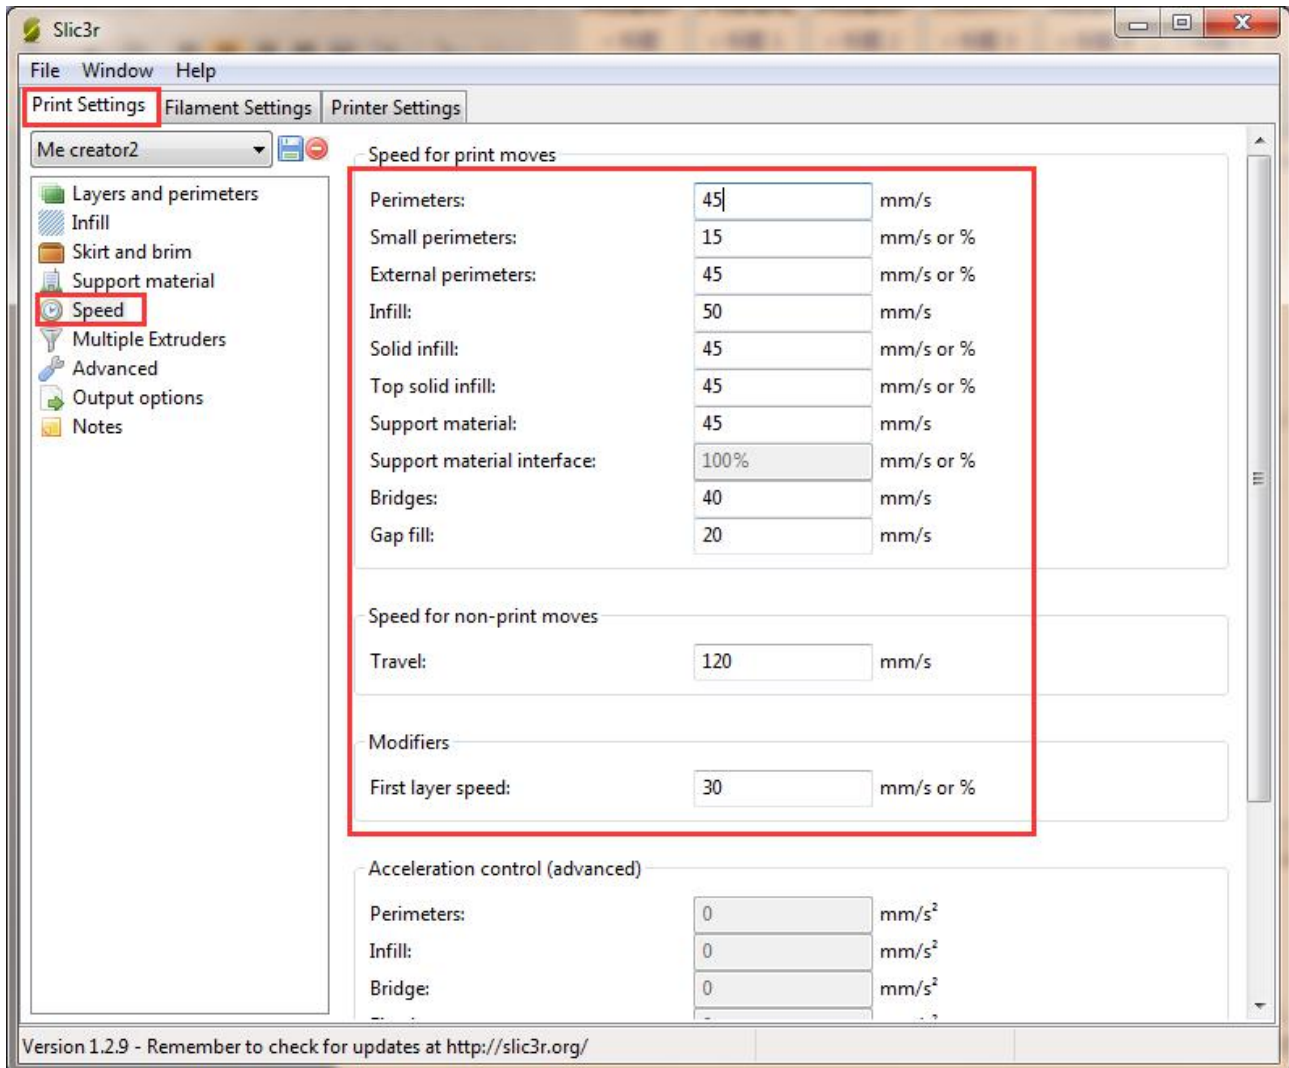 Slic3r
File Window Help
Print Settings Filament Settings Printer Settings
Me creator2
Layers and perimeters
Infill
Skirt and brim
Support material
Speed
Multiple Extruders
Advanced
Output options
Notes
Speed for print moves
Perimeters: 45 mm/s
Small perimeters: 15 mm/s or %
External perimeters: 45 mm/s or %
Infill: 50 mm/s
Solid infill: 45 mm/s or %
Top solid infill: 45 mm/s or %
Support material: 45 mm/s
Support material interface: 100% mm/s or %
Bridges: 40 mm/s
Gap fill: 20 mm/s
Speed for non-print moves
Travel: 120 mm/s
Modifiers
First layer speed: 30 mm/s or %
Acceleration control (advanced)
Perimeters: 0 mm/s²
Infill: 0 mm/s²
Bridge: 0 mm/s²
Version 1.2.9 - Remember to check for updates at http://slic3r.org/